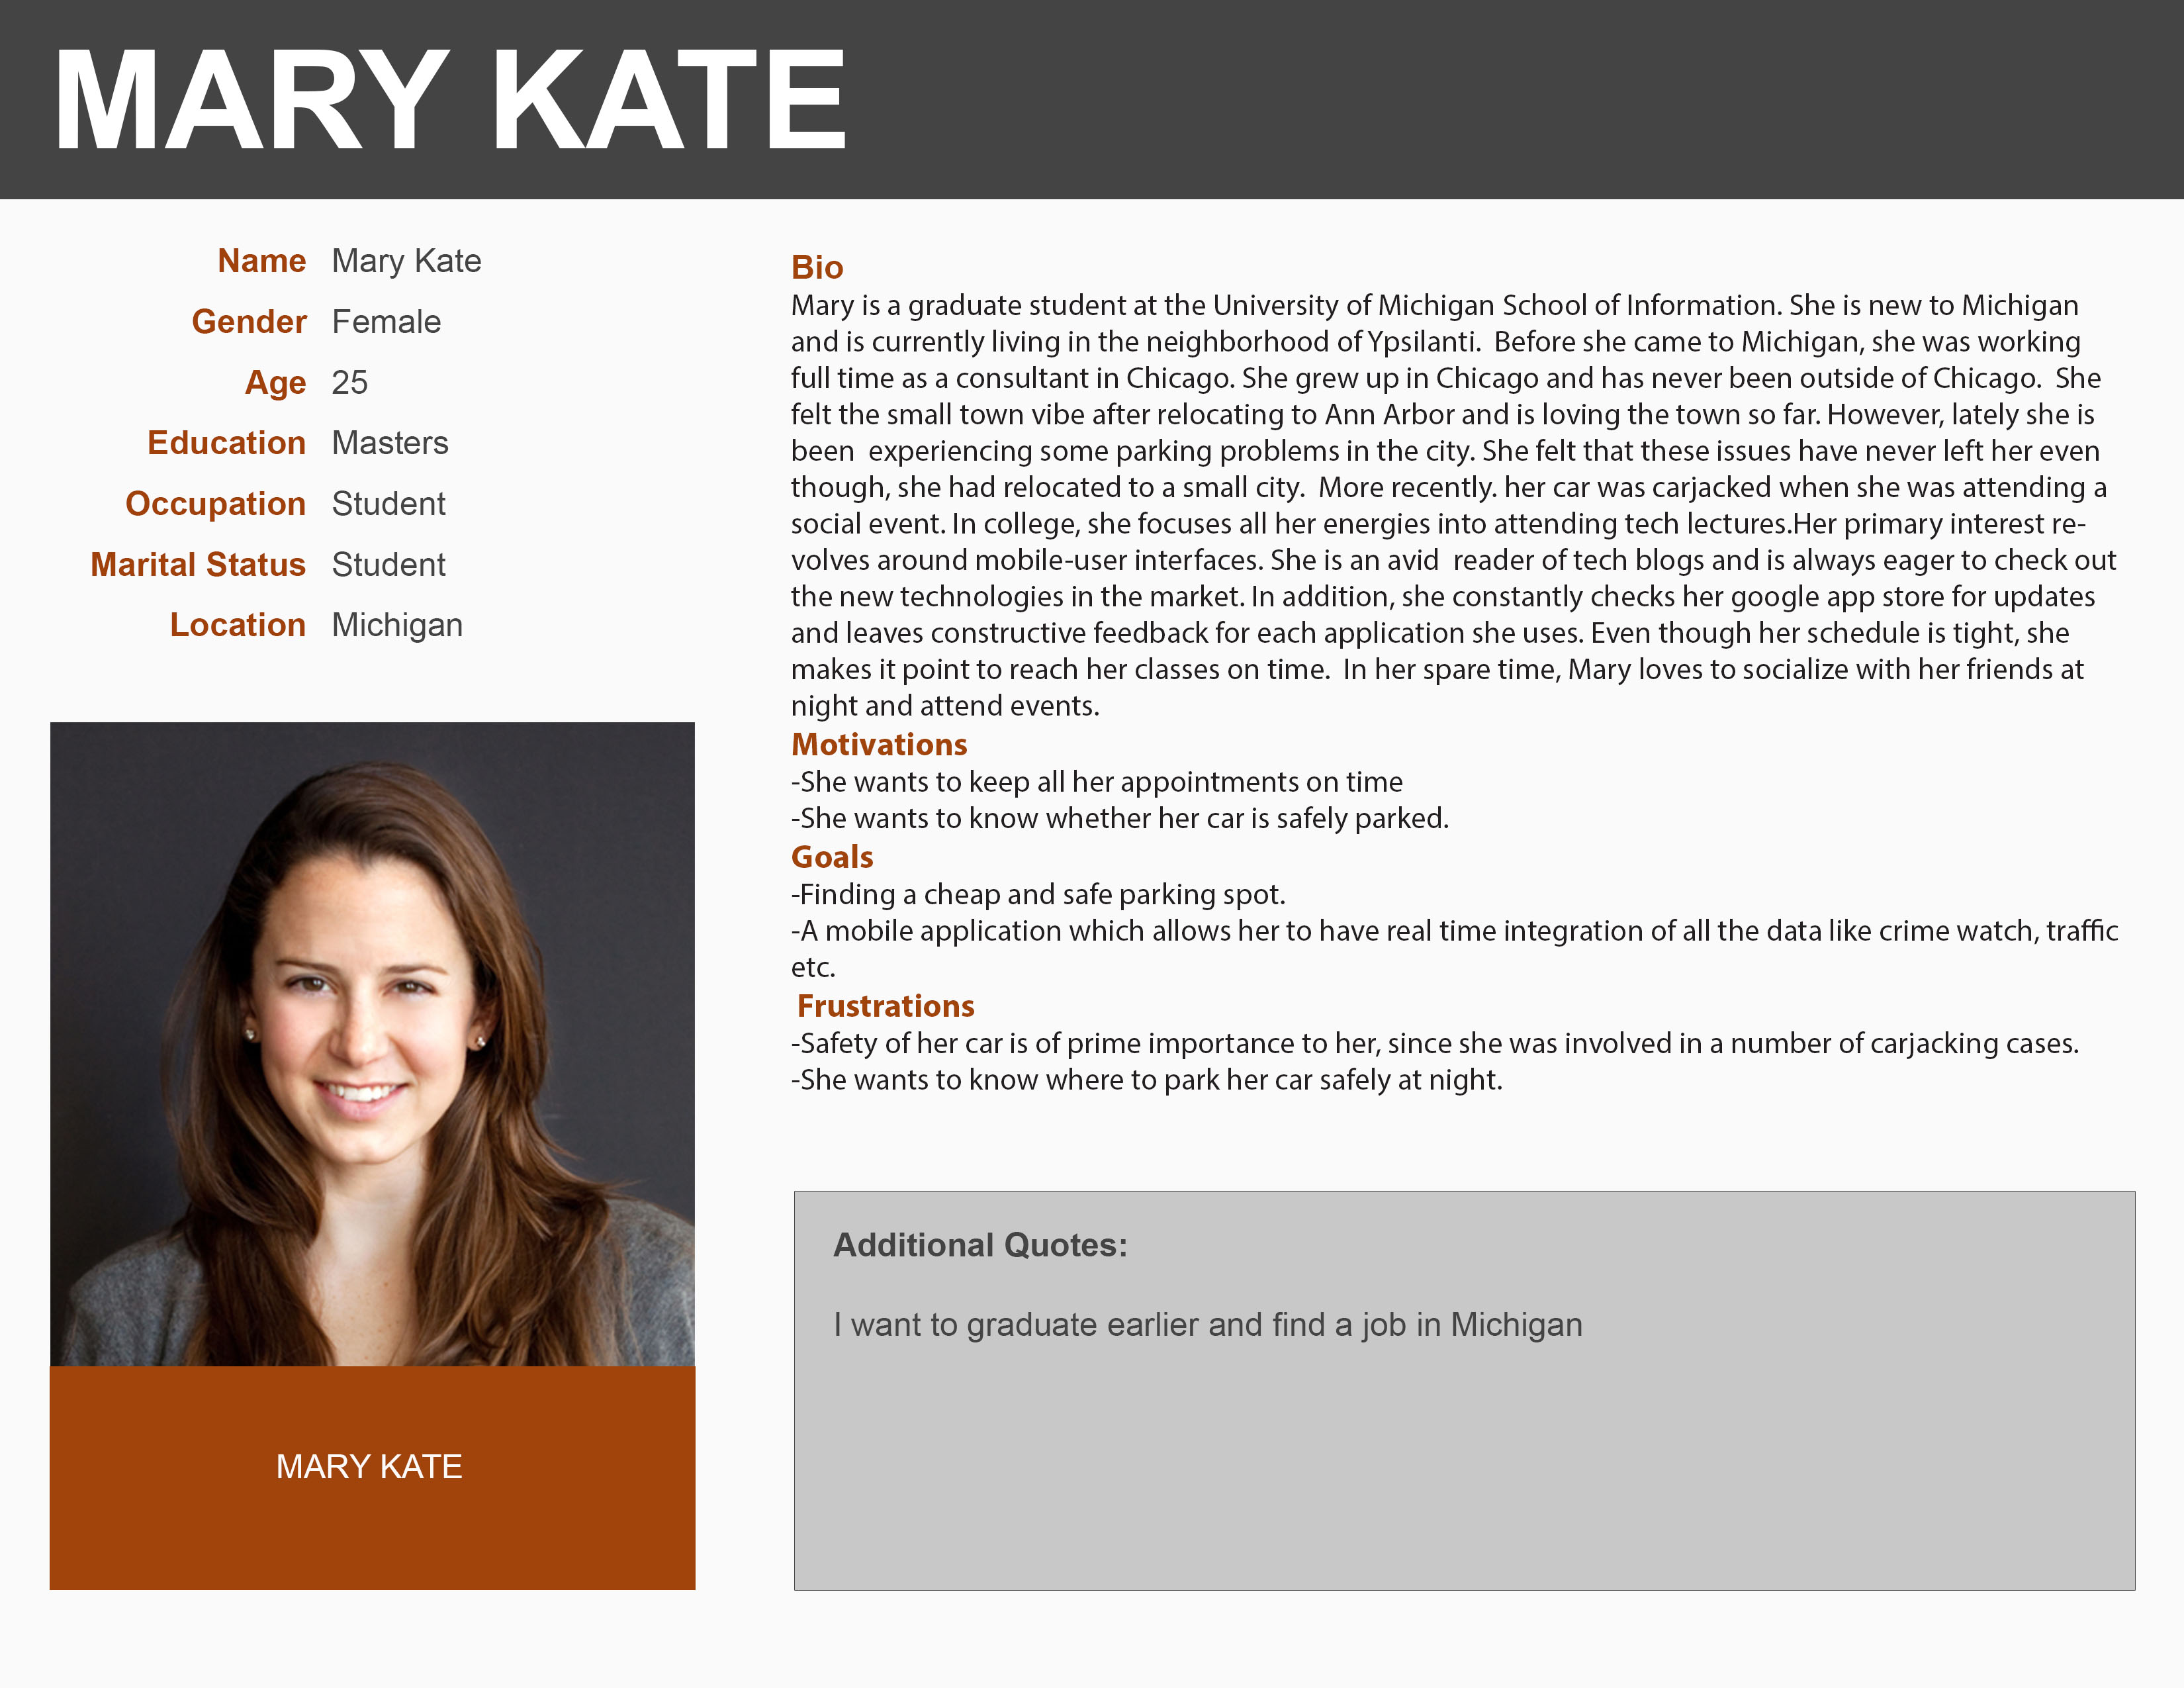 MARY KATE
Name Mary Kate
Gender Female
Age 25
Education Masters
Occupation Student
Marital Status Student
Location Michigan
MARY KATE
Bio
Mary is a graduate student at the University of Michigan School of Information. She is new to Michigan
and is currently living in the neighborhood of Ypsilanti.  Before she came to Michigan, she was working
full time as a consultant in Chicago. She grew up in Chicago and has never been outside of Chicago.  She
felt the small town vibe after relocating to Ann Arbor and is loving the town so far. However, lately she is
been  experiencing some parking problems in the city. She felt that these issues have never left her even
though, she had relocated to a small city.  More recently. her car was carjacked when she was attending a
social event. In college, she focuses all her energies into attending tech lectures.Her primary interest re-
volves around mobile-user interfaces. She is an avid  reader of tech blogs and is always eager to check out
the new technologies in the market. In addition, she constantly checks her google app store for updates
and leaves constructive feedback for each application she uses. Even though her schedule is tight, she
makes it point to reach her classes on time.  In her spare time, Mary loves to socialize with her friends at
night and attend events.
Motivations
-She wants to keep all her appointments on time
-She wants to know whether her car is safely parked.
Goals
-Finding a cheap and safe parking spot.
-A mobile application which allows her to have real time integration of all the data like crime watch, traffic
etc.
Frustrations
-Safety of her car is of prime importance to her, since she was involved in a number of carjacking cases.
-She wants to know where to park her car safely at night.
Additional Quotes:
I want to graduate earlier and find a job in Michigan